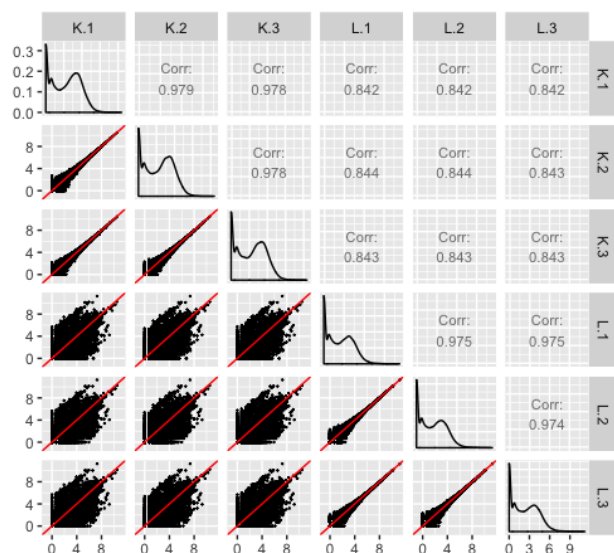 K.1 K.2 K.3 L.1 L.2 L.3
0.3
0.2
0.1
0.0
Corr:
0.979
Corr:
0.978
Corr:
0.842
Corr:
0.842
Corr:
0.842
K.1
8
4
0
Corr:
0.978
Corr:
0.844
Corr:
0.844
Corr:
0.843
K.2
8
4
0
Corr:
0.843
Corr:
0.843
Corr:
0.843
K.3
8
4
0
Corr:
0.975
Corr:
0.975
L.1
8
4
0
Corr:
0.974
L.2
8
4
0
L.3
0 4 8 0 4 8 0 4 8 0 4 8 0 4 8 0 3 6 9